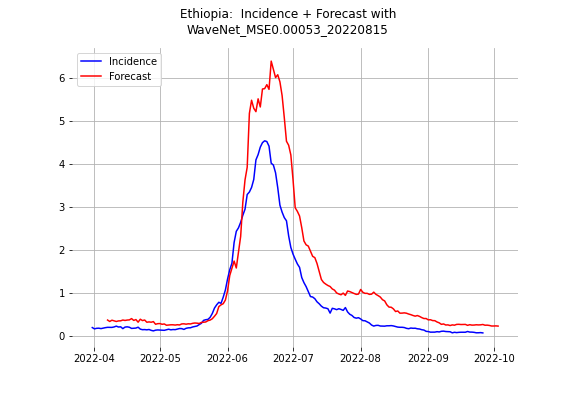 Ethiopia:  Incidence + Forecast with
WaveNet_MSE0.00053_20220815
Incidence
Forecast
6
5
4
3
2
1
0
2022-04 2022-05 2022-06 2022-07 2022-08 2022-09 2022-10